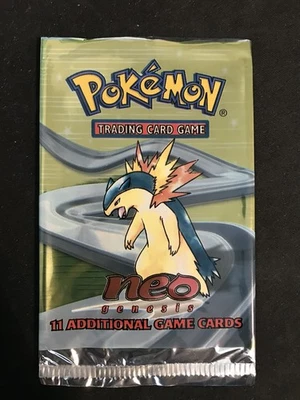 POKéMON®
TRADING CARD GAME
neo
genesis
11 ADDITIONAL GAME CARDS